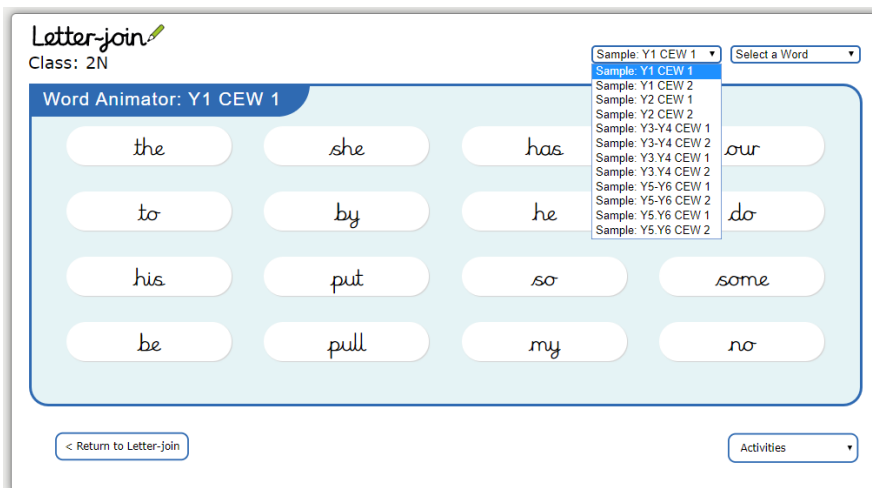 Letter-join
Class: 2N
Sample: Y1 CEW 1
Select a Word
Sample: Y1 CEW 1
Sample: Y1 CEW 2
Sample: Y2 CEW 1
Sample: Y2 CEW 2
Sample: Y3-Y4 CEW 1
Sample: Y3-Y4 CEW 2
Sample: Y3.Y4 CEW 1
Sample: Y3.Y4 CEW 2
Sample: Y5-Y6 CEW 1
Sample: Y5-Y6 CEW 2
Sample: Y5.Y6 CEW 1
Sample: Y5.Y6 CEW 2
Word Animator: Y1 CEW 1
the she has our
to by he do
his put so some
be pull my no
< Return to Letter-join
Activities